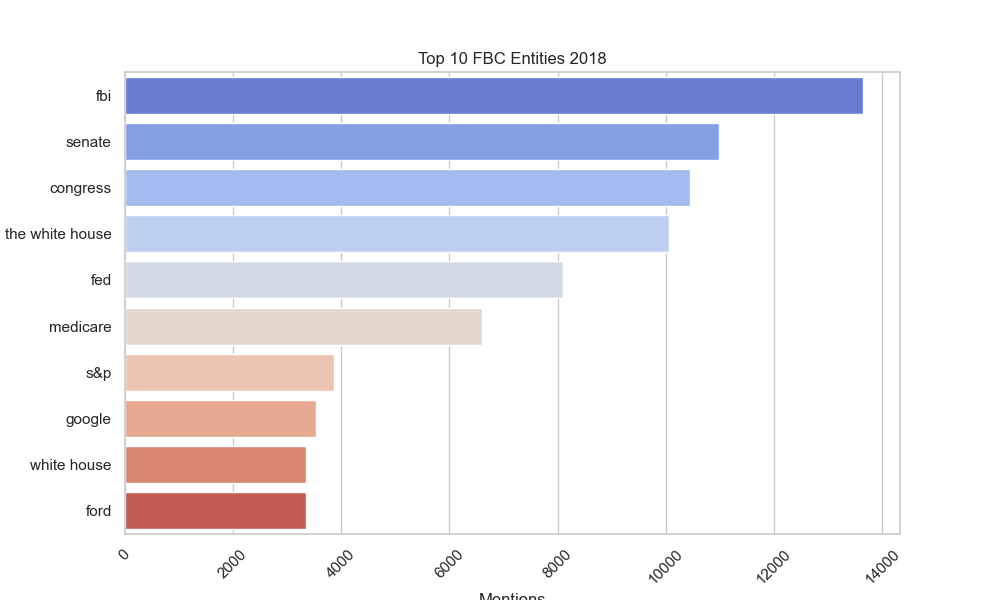 Top 10 FBC Entities 2018
fbi
senate
congress
the white house
fed
medicare
s&p
google
white house
ford
0
2000
4000
6000
8000
10000
12000
14000
Mentions